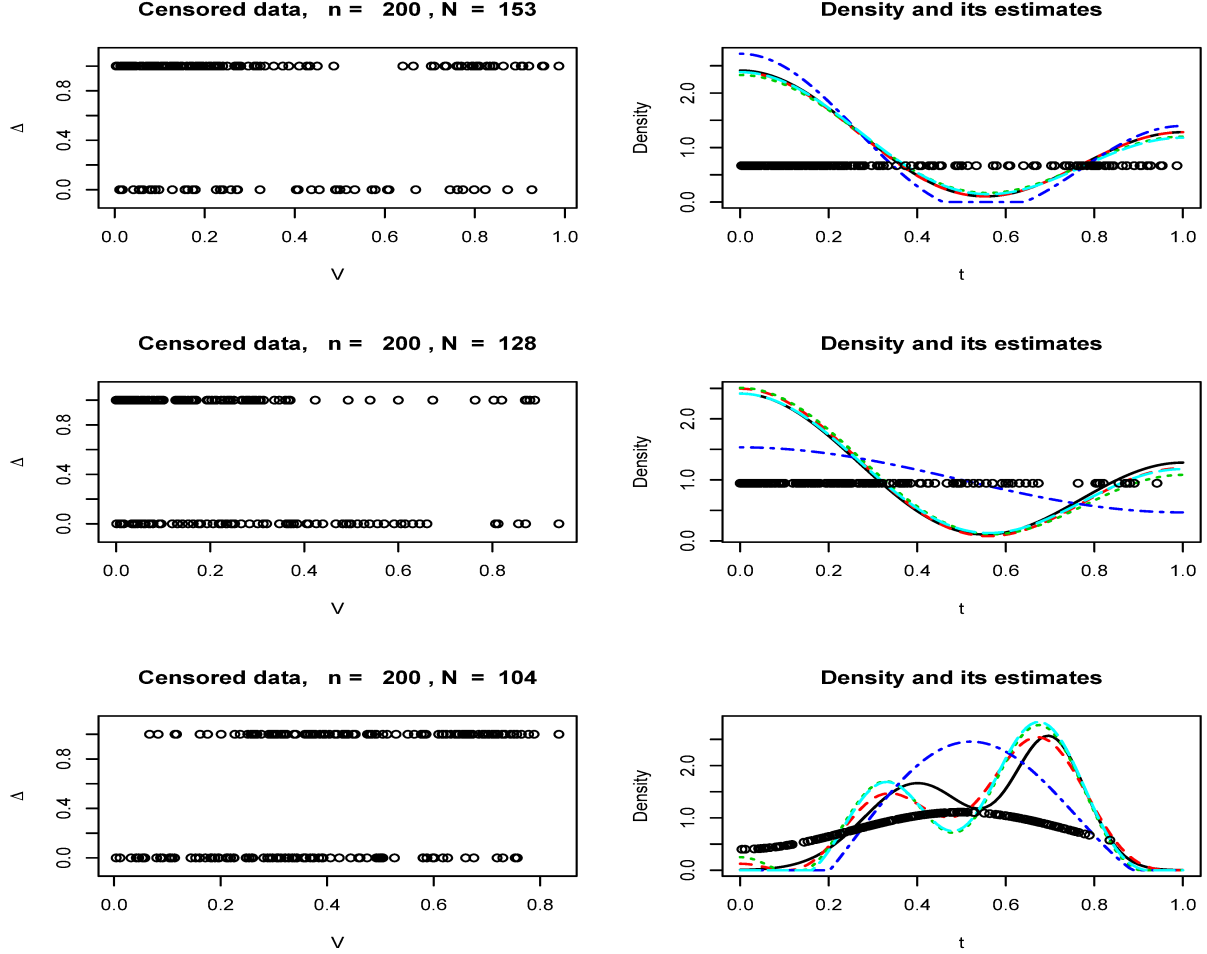 Censored data, n = 200 , N = 153
Δ
0.0 0.4 0.8
0.0 0.2 0.4 0.6 0.8 1.0
V
Density and its estimates
Density
0.0 1.0 2.0
0.0 0.2 0.4 0.6 0.8 1.0
t
Censored data, n = 200 , N = 128
Δ
0.0 0.4 0.8
0.0 0.2 0.4 0.6 0.8
V
Density and its estimates
Density
0.0 1.0 2.0
0.0 0.2 0.4 0.6 0.8 1.0
t
Censored data, n = 200 , N = 104
Δ
0.0 0.4 0.8
0.0 0.2 0.4 0.6 0.8
V
Density and its estimates
Density
0.0 1.0 2.0
0.0 0.2 0.4 0.6 0.8 1.0
t